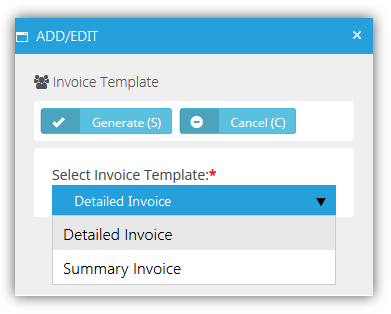 ADD/EDIT ×
Invoice Template
Generate (S) Cancel (C)
Select Invoice Template:*
Detailed Invoice
Detailed Invoice
Summary Invoice